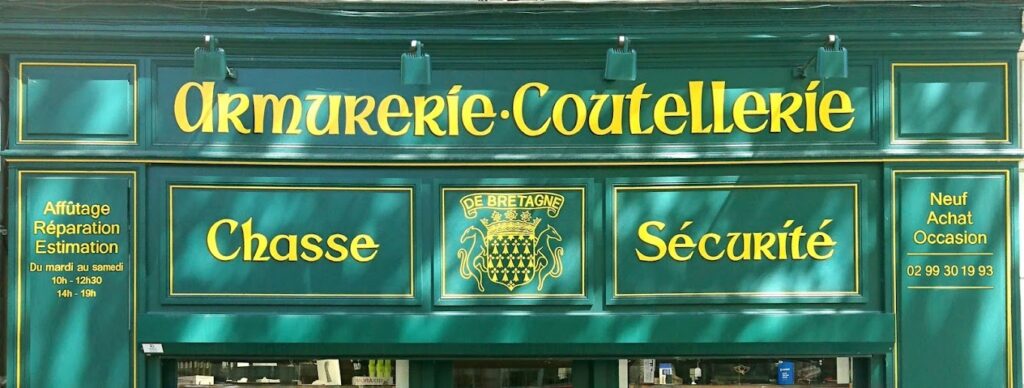 Armurerie · Coutellerie
Affûtage
Réparation
Estimation
Du mardi au samedi
10h - 12h30
14h - 19h
Chasse
DE BRETAGNE
Sécurité
Neuf
Achat
Occasion
02 99 30 19 93